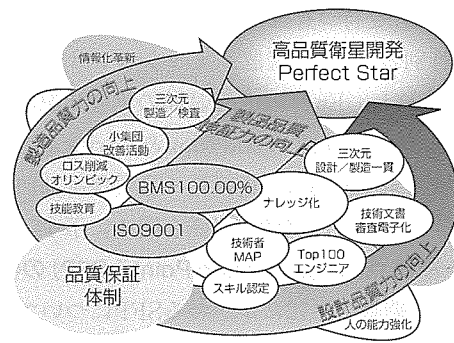 情報化革新
高品質衛星開発
Perfect Star
製造品質力の向上
三次元
製造/検査
製品品質
保証力の向上
小集団
改善活動
三次元
設計/製造一貫
ロス削減
オリンピック
BMS100.00%
ナレッジ化
技能教育
技術文書
審査電子化
ISO9001
技術者
MAP
Top100
エンジニア
品質保証
体制
スキル認定
設計品質力の向上
人の能力強化